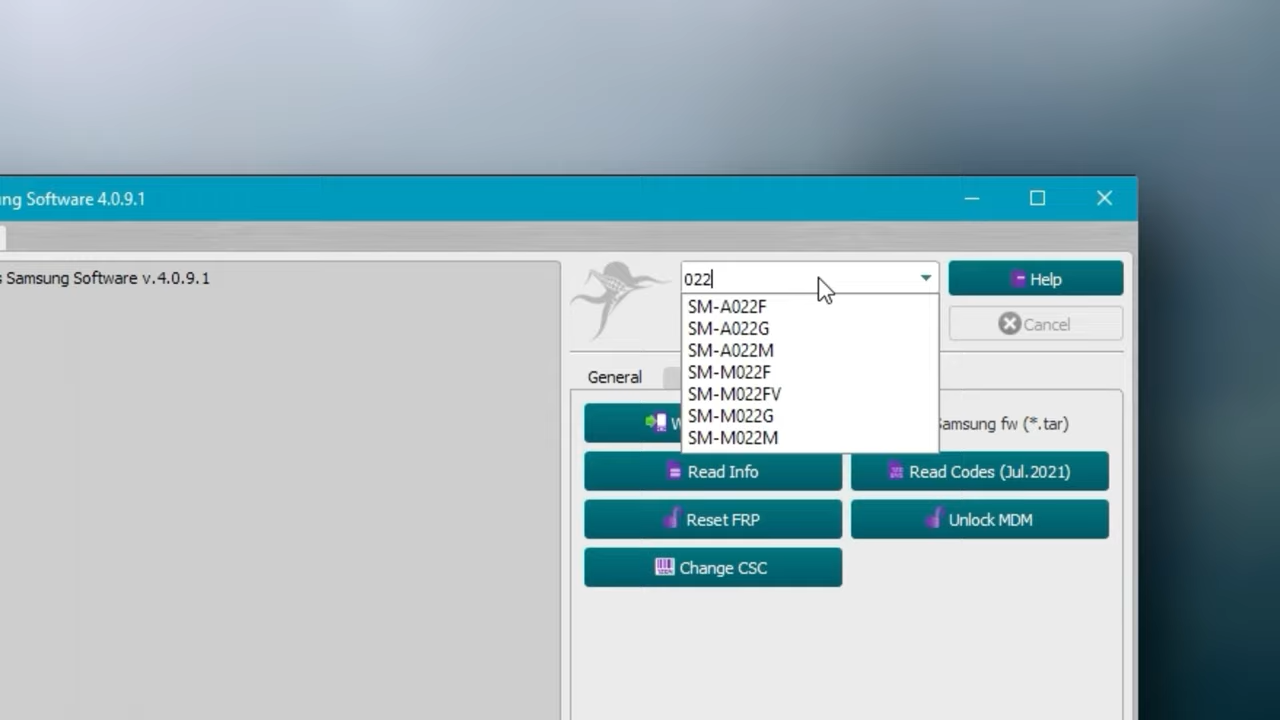 ng Software 4.0.9.1
s Samsung Software v.4.0.9.1
022
Help
SM-A022F
SM-A022G
SM-A022M
SM-M022F
SM-M022FV
SM-M022G
SM-M022M
Cancel
General
W
Samsung fw (*.tar)
Read Info
Read Codes (Jul.2021)
Reset FRP
Unlock MDM
Change CSC